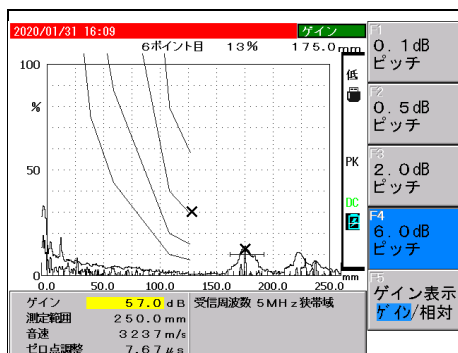 2020/01/31 16:09
ゲイン
6ポイント目 13% 175.0mm
100
%
50
0.0 50.0 100.0 150.0 200.0 250.0
mm
低
PK
DC
ゲイン 57.0dB 受信周波数 5MHz狭帯域
測定範囲 250.0mm
音速 3237m/s
ゼロ点調整 7.67μs
F1
0.1dB
ピッチ
F2
0.5dB
ピッチ
F3
2.0dB
ピッチ
F4
6.0dB
ピッチ
F5
ゲイン表示
ゲイン/相対